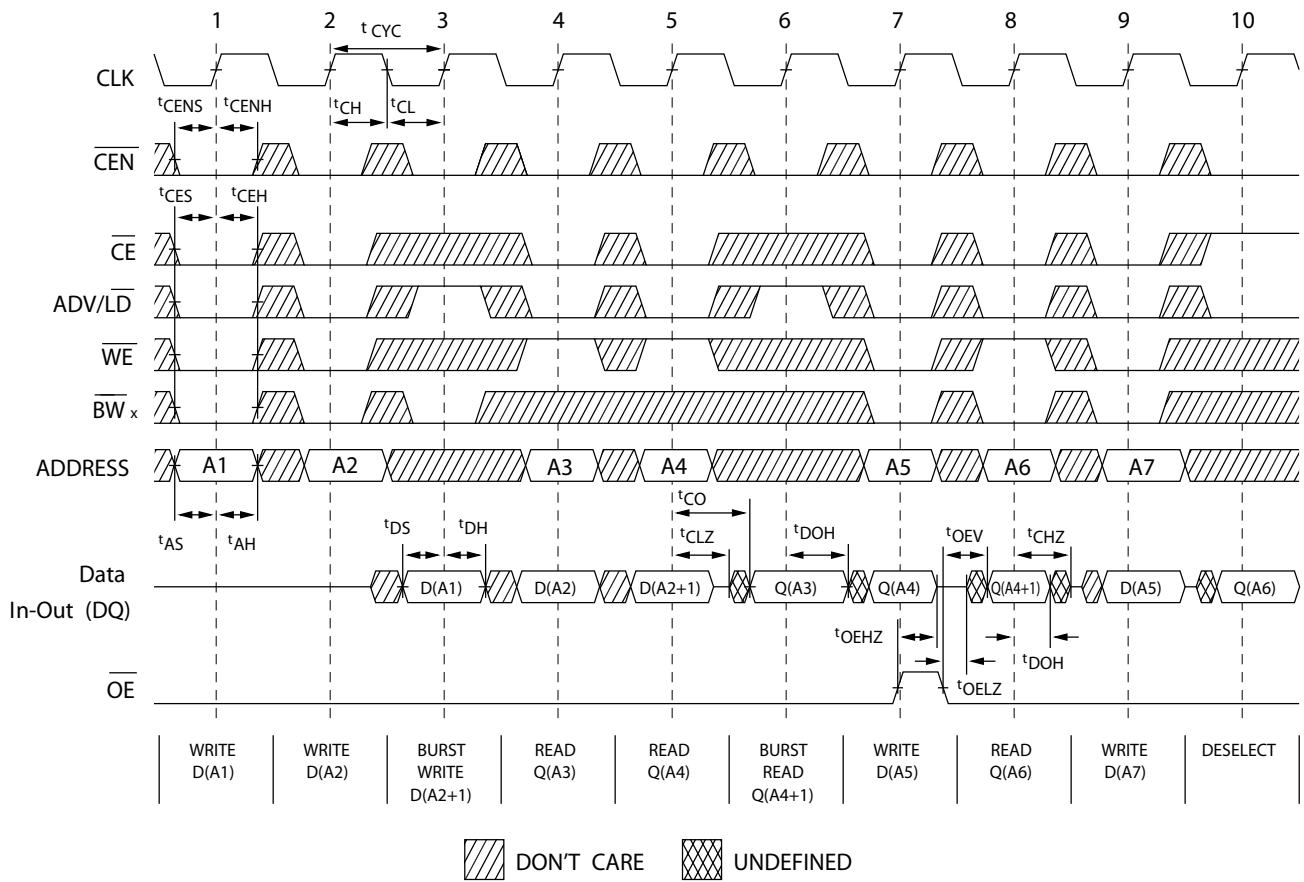 1 2 3 4 5 6 7 8 9 10
t CYC
CLK
tCENS tCENH tCH tCL
CEN
tCES tCEH
CE
ADV/LD
WE
BW x
ADDRESS A1 A2 A3 A4 A5 A6 A7
tCO
tAS tAH tDS tDH tCLZ tDOH tOEV tCHZ
Data
In-Out (DQ)
D(A1) D(A2) D(A2+1) Q(A3) Q(A4) Q(A4+1) D(A5) Q(A6)
tOEHZ tDOH
tOELZ
OE
WRITE
D(A1)
WRITE
D(A2)
BURST
WRITE
D(A2+1)
READ
Q(A3)
READ
Q(A4)
BURST
READ
Q(A4+1)
WRITE
D(A5)
READ
Q(A6)
WRITE
D(A7)
DESELECT
DON'T CARE UNDEFINED